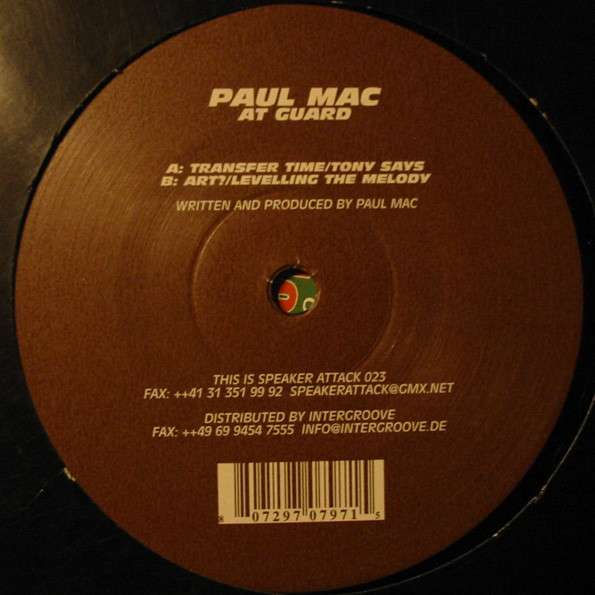 PAUL MAC
AT GUARD
A: TRANSFER TIME/TONY SAYS
B: ART?/LEVELLING THE MELODY
WRITTEN AND PRODUCED BY PAUL MAC
THIS IS SPEAKER ATTACK 023
FAX: ++41 31 351 99 92 SPEAKERATTACK@GMX.NET
DISTRIBUTED BY INTERGROOVE
FAX: ++49 69 9454 7555 INFO@INTERGROOVE.DE
8 07297 07971 5